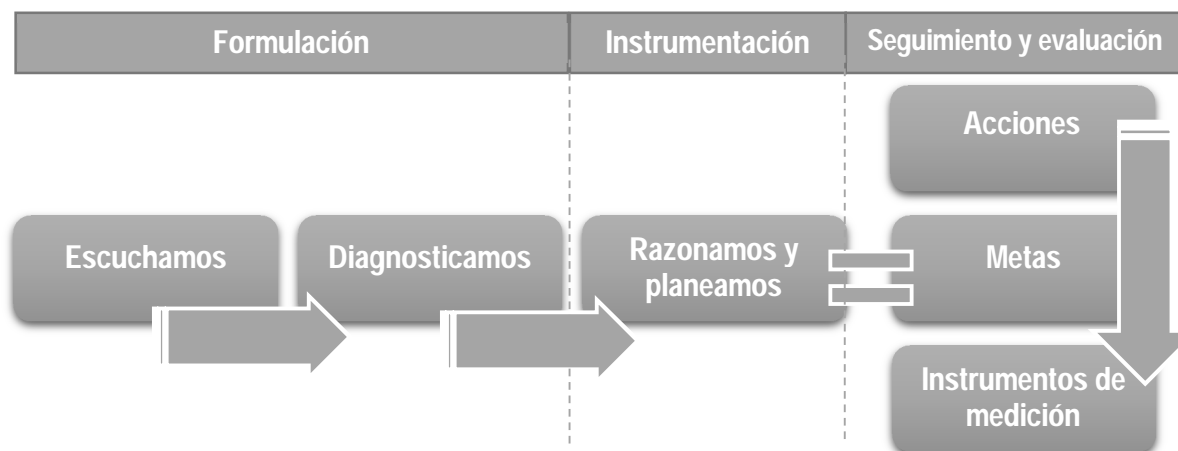 Formulación
Instrumentación
Seguimiento y evaluación
Acciones
Escuchamos
Diagnosticamos
Razonamos y
planeamos
Metas
Instrumentos de
medición